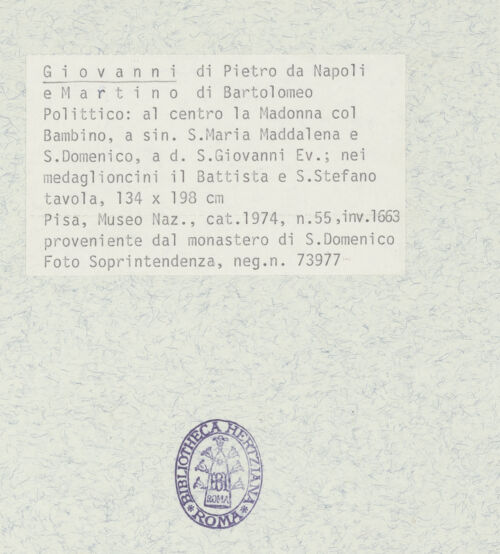 Giovanni di Pietro da Napoli
e Martino di Bartolomeo
Polittico: al centro la Madonna col
Bambino, a sin. S.Maria Maddalena e
S.Domenico, a d. S.Giovanni Ev.; nei
medaglioncini il Battista e S.Stefano
tavola, 134 x 198 cm
Pisa, Museo Naz., cat.1974, n.55,inv.1663
proveniente dal monastero di S.Domenico
Foto Soprintendenza, neg.n. 73977
BIBLIOTHECA HERTZIANA
ROMA
ROMA